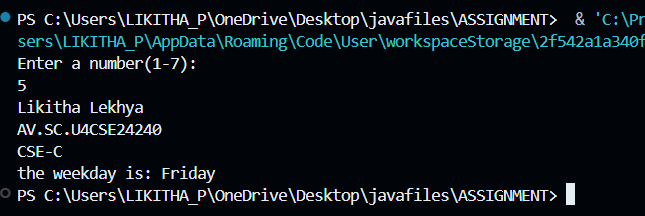 PS C:\Users\LIKITHA_P\OneDrive\Desktop\javafiles\ASSIGNMENT>  & 'C:\Pr
sers\LIKITHA_P\AppData\Roaming\Code\User\workspaceStorage\2f542a1a340f
Enter a number(1-7):
5
Likitha Lekhya
AV.SC.U4CSE24240
CSE-C
the weekday is: Friday
PS C:\Users\LIKITHA_P\OneDrive\Desktop\javafiles\ASSIGNMENT>